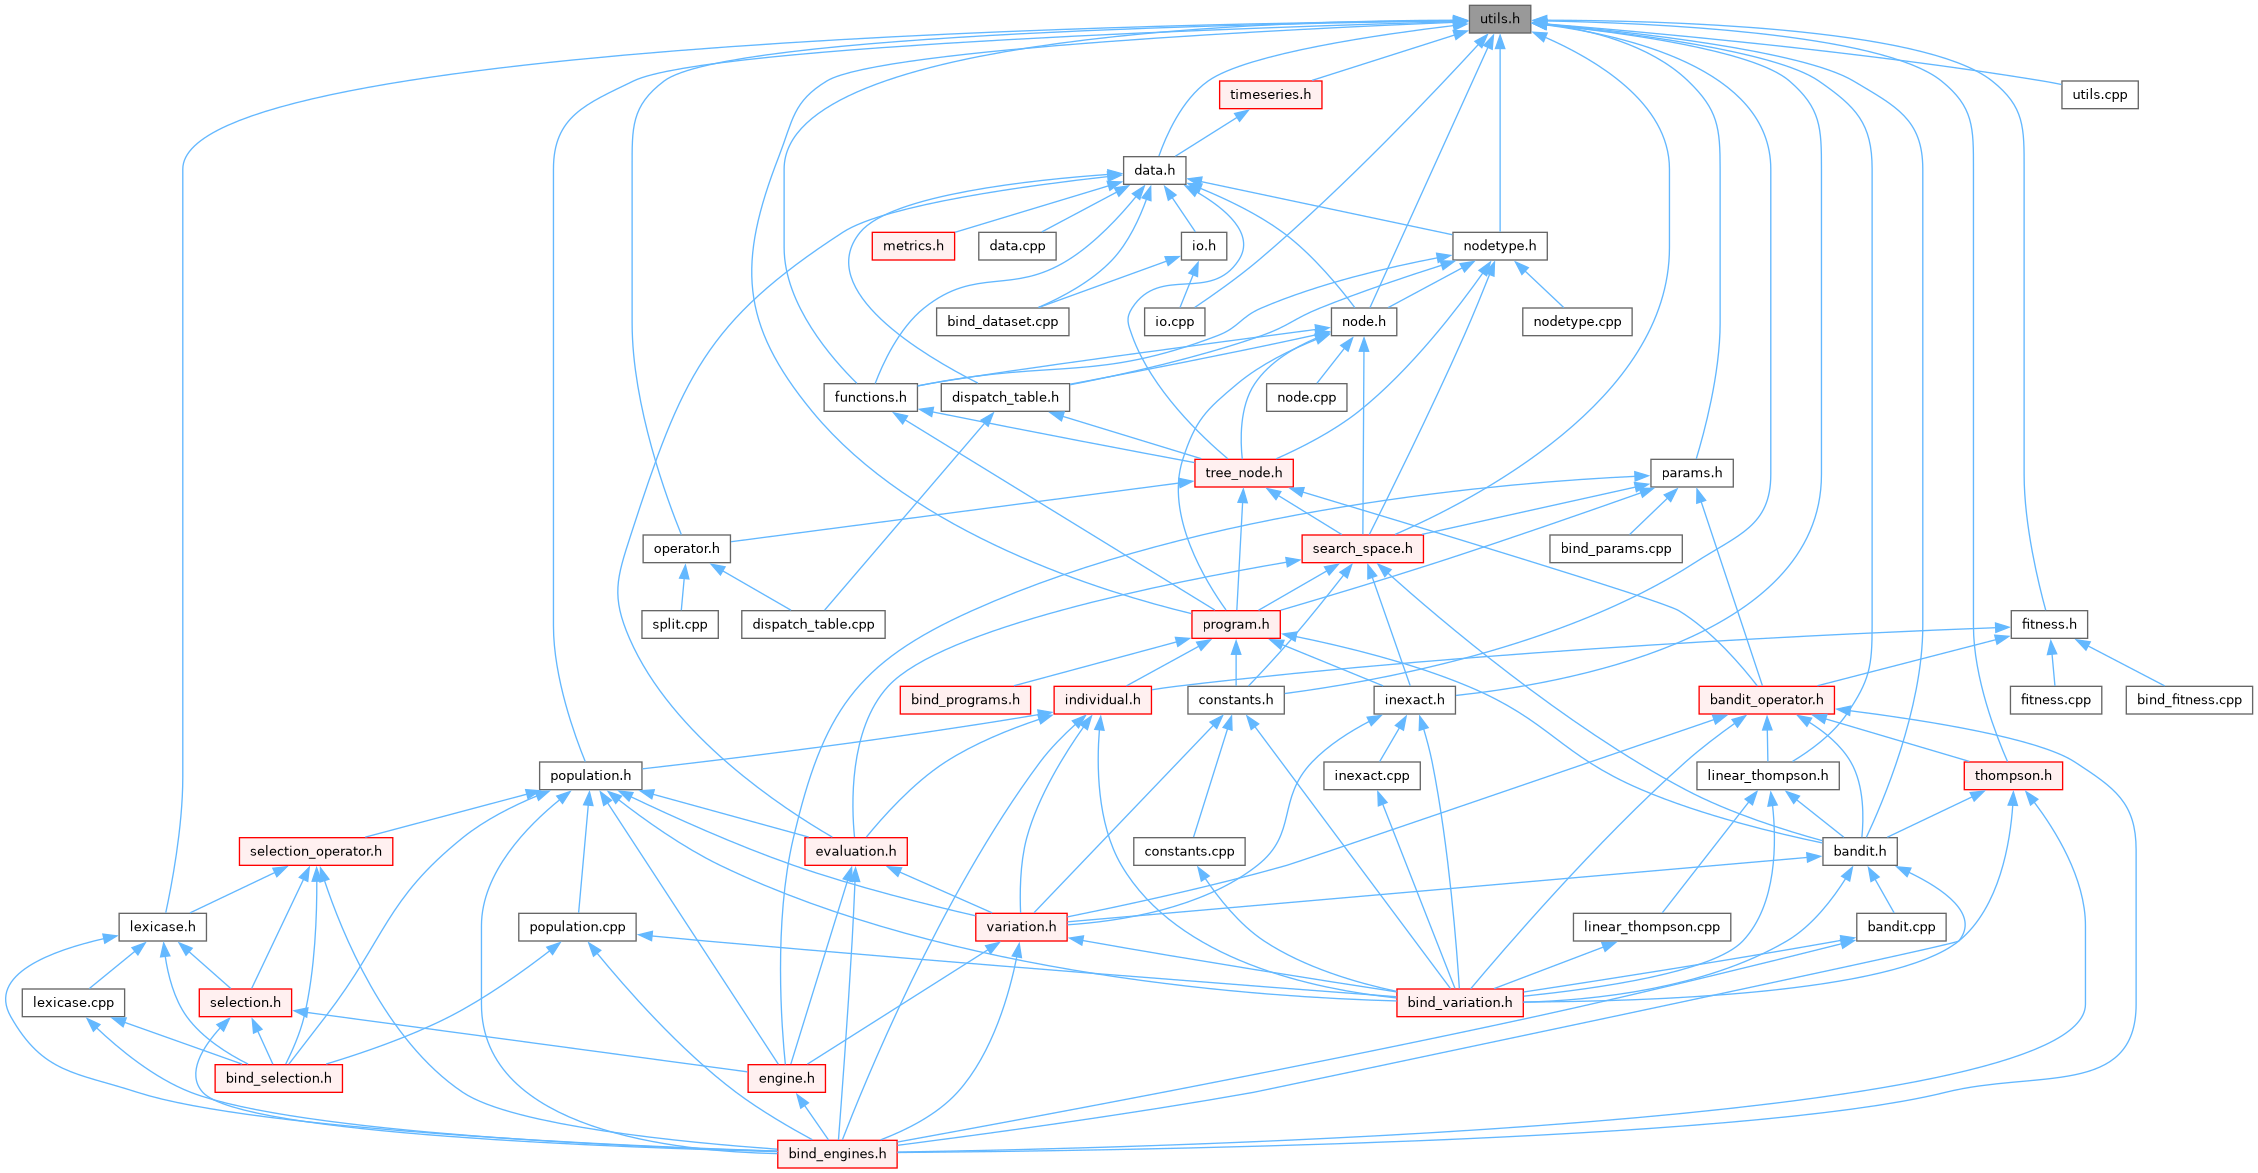 utils.h
timeseries.h
utils.cpp
data.h
metrics.h
data.cpp
io.h
nodetype.h
bind_dataset.cpp
io.cpp
node.h
nodetype.cpp
functions.h
dispatch_table.h
node.cpp
tree_node.h
params.h
operator.h
search_space.h
bind_params.cpp
split.cpp
dispatch_table.cpp
program.h
fitness.h
bind_programs.h
individual.h
constants.h
inexact.h
bandit_operator.h
fitness.cpp
bind_fitness.cpp
population.h
inexact.cpp
linear_thompson.h
thompson.h
selection_operator.h
evaluation.h
constants.cpp
bandit.h
lexicase.h
population.cpp
variation.h
linear_thompson.cpp
bandit.cpp
lexicase.cpp
selection.h
bind_variation.h
bind_selection.h
engine.h
bind_engines.h